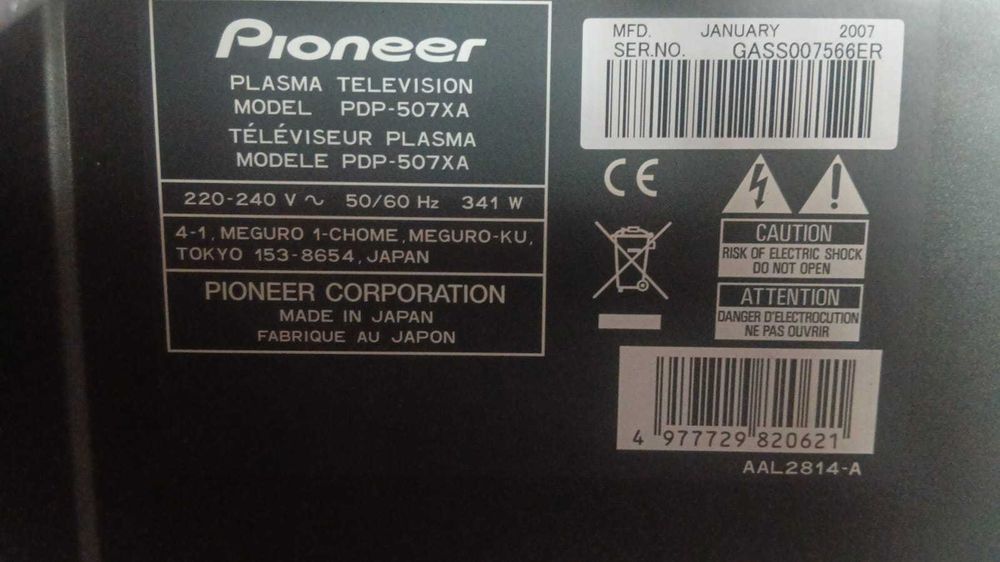 Pioneer
PLASMA TELEVISION
MODEL PDP-507XA
TÉLÉVISEUR PLASMA
MODELE PDP-507XA
220-240 V ~ 50/60 Hz 341 W
4-1, MEGURO 1-CHOME, MEGURO-KU,
TOKYO 153-8654, JAPAN
PIONEER CORPORATION
MADE IN JAPAN
FABRIQUE AU JAPON
MFD. JANUARY 2007
SER.NO. GASS007566ER
CE
CAUTION
RISK OF ELECTRIC SHOCK
DO NOT OPEN
ATTENTION
DANGER D'ELECTROCUTION
NE PAS OUVRIR
4 977729 820621
AAL2814-A